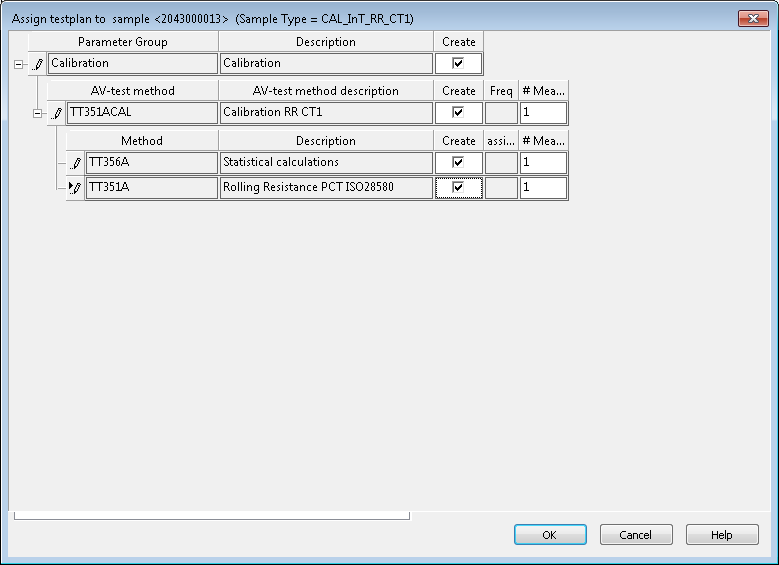 Assign testplan to sample <2043000013> (Sample Type = CAL_InT_RR_CT1)
Parameter Group Description Create
Calibration Calibration
AV-test method AV-test method description Create Freq # Mea...
TT351ACAL Calibration RR CT1 1
Method Description Create assi... # Mea...
TT356A Statistical calculations 1
TT351A Rolling Resistance PCT ISO28580 1
OK Cancel Help